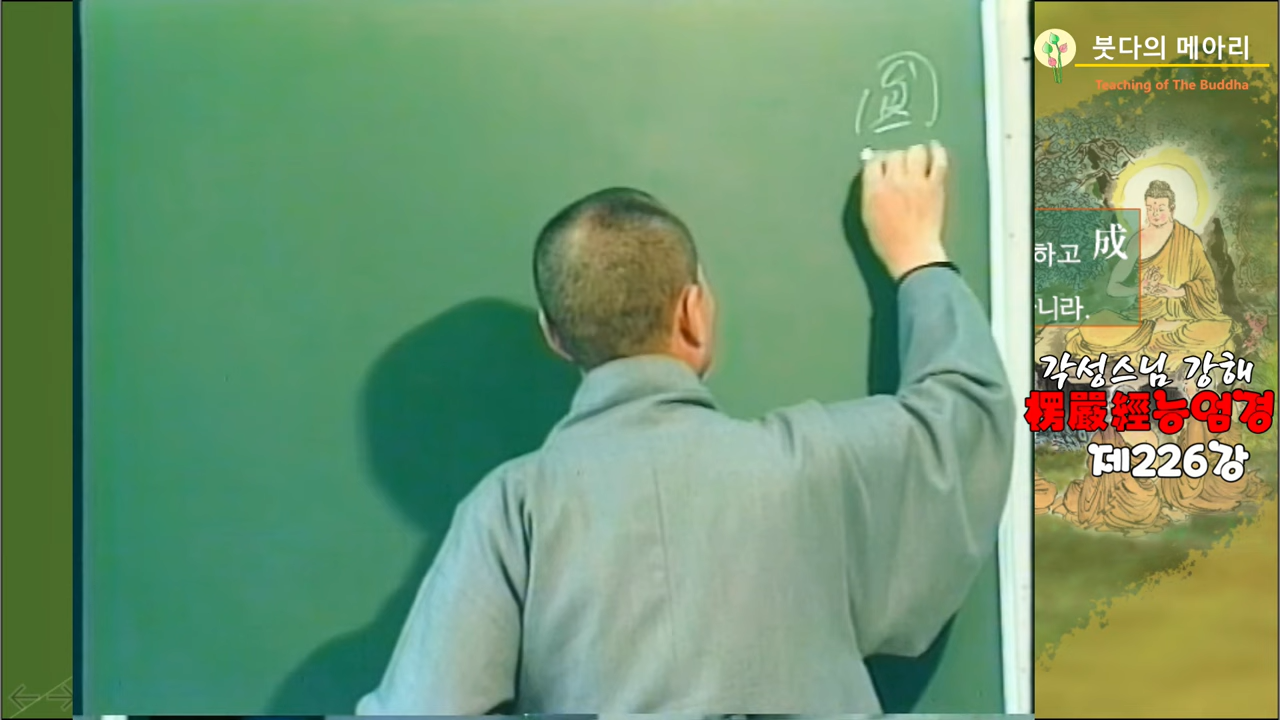 圓
붓다의 메아리
Teaching of The Buddha
하고 成
니라.
각성스님 강해
楞嚴經능엄경
제226강